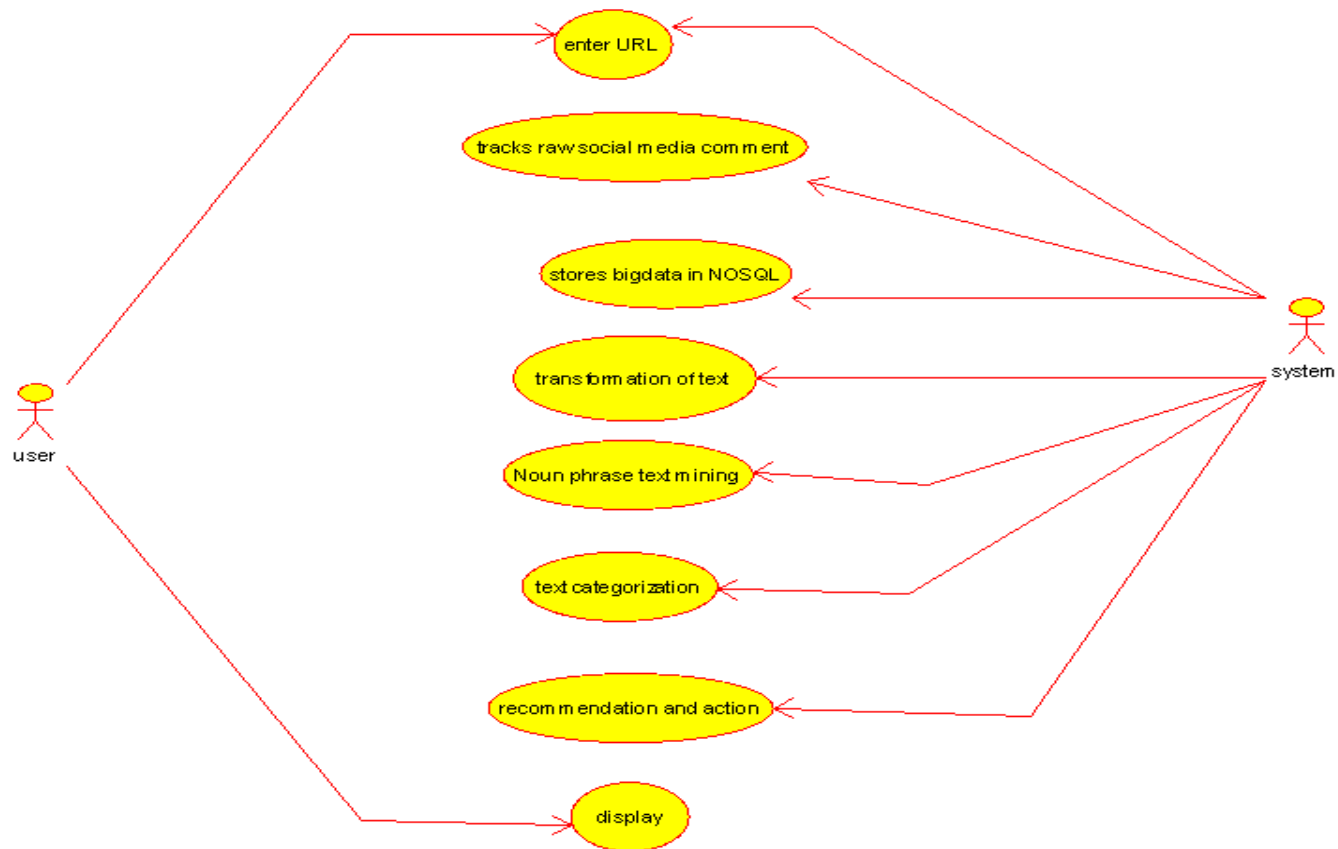 enter URL
tracks raw social media comment
stores bigdata in NOSQL
transformation of text
system
user
Noun phrase text mining
text categorization
recommendation and action
display